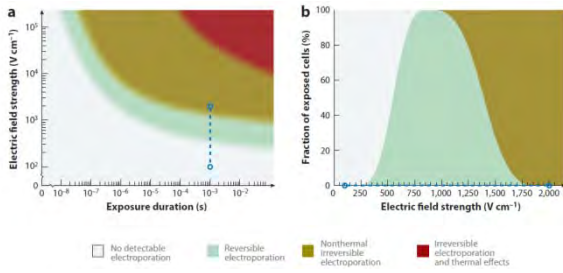 a
Electric field strength (V cm⁻¹)
10⁵
10⁴
10³
10²
0
0 10⁻⁸ 10⁻⁷ 10⁻⁶ 10⁻⁵ 10⁻⁴ 10⁻³ 10⁻²
Exposure duration (s)
b
Fraction of exposed cells (%)
100
80
60
40
20
0
0 250 500 750 1,000 1,250 1,500 1,750 2,000
Electric field strength (V cm⁻¹)
No detectable
electroporation
Reversible
electroporation
Nonthermal
irreversible
electroporation
Irreversible
electroporation
and thermal effects